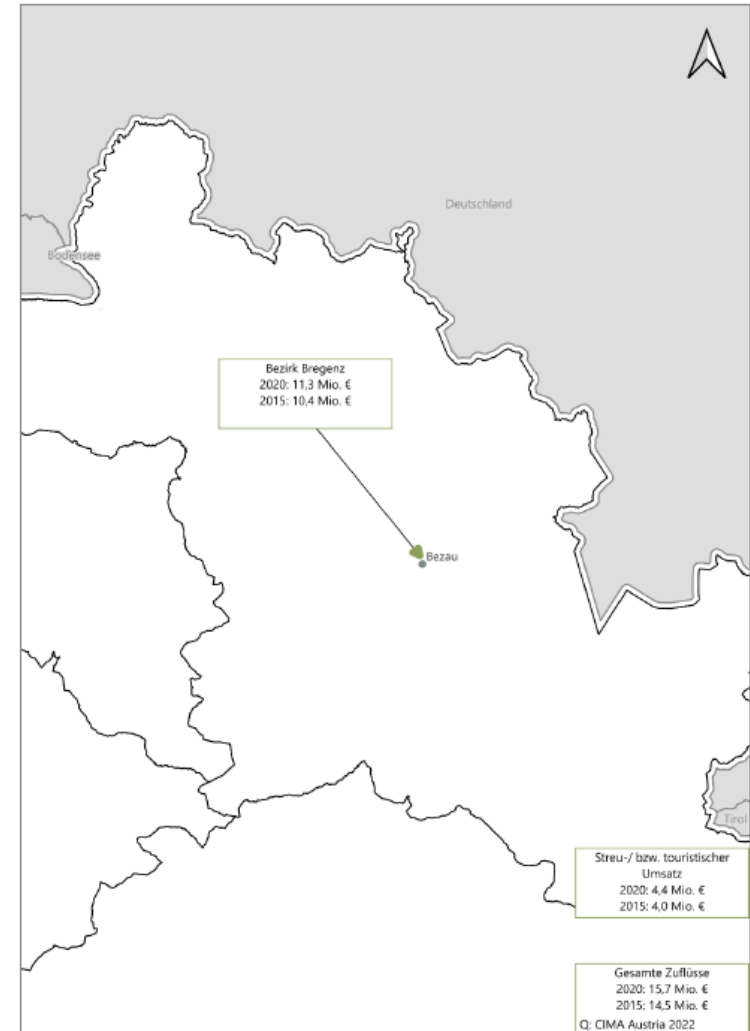 Deutschland
Bodensee
Bezirk Bregenz
2020: 11,3 Mio. €
2015: 10,4 Mio. €
Bezau
Tirol
Streu-/ bzw. touristischer
Umsatz
2020: 4,4 Mio. €
2015: 4,0 Mio. €
Gesamte Zuflüsse
2020: 15,7 Mio. €
2015: 14,5 Mio. €
Q: CIMA Austria 2022